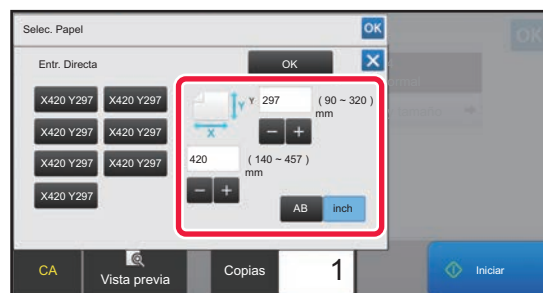 Selec. Papel
OK
OK
Entr. Directa
OK
X420 Y297
X420 Y297
Y
Y
297
( 90 ~ 320 )
mm
X420 Y297
X420 Y297
X
X420 Y297
X420 Y297
420
( 140 ~ 457 )
mm
X420 Y297
AB
inch
CA
Vista previa
Copias
1
Iniciar